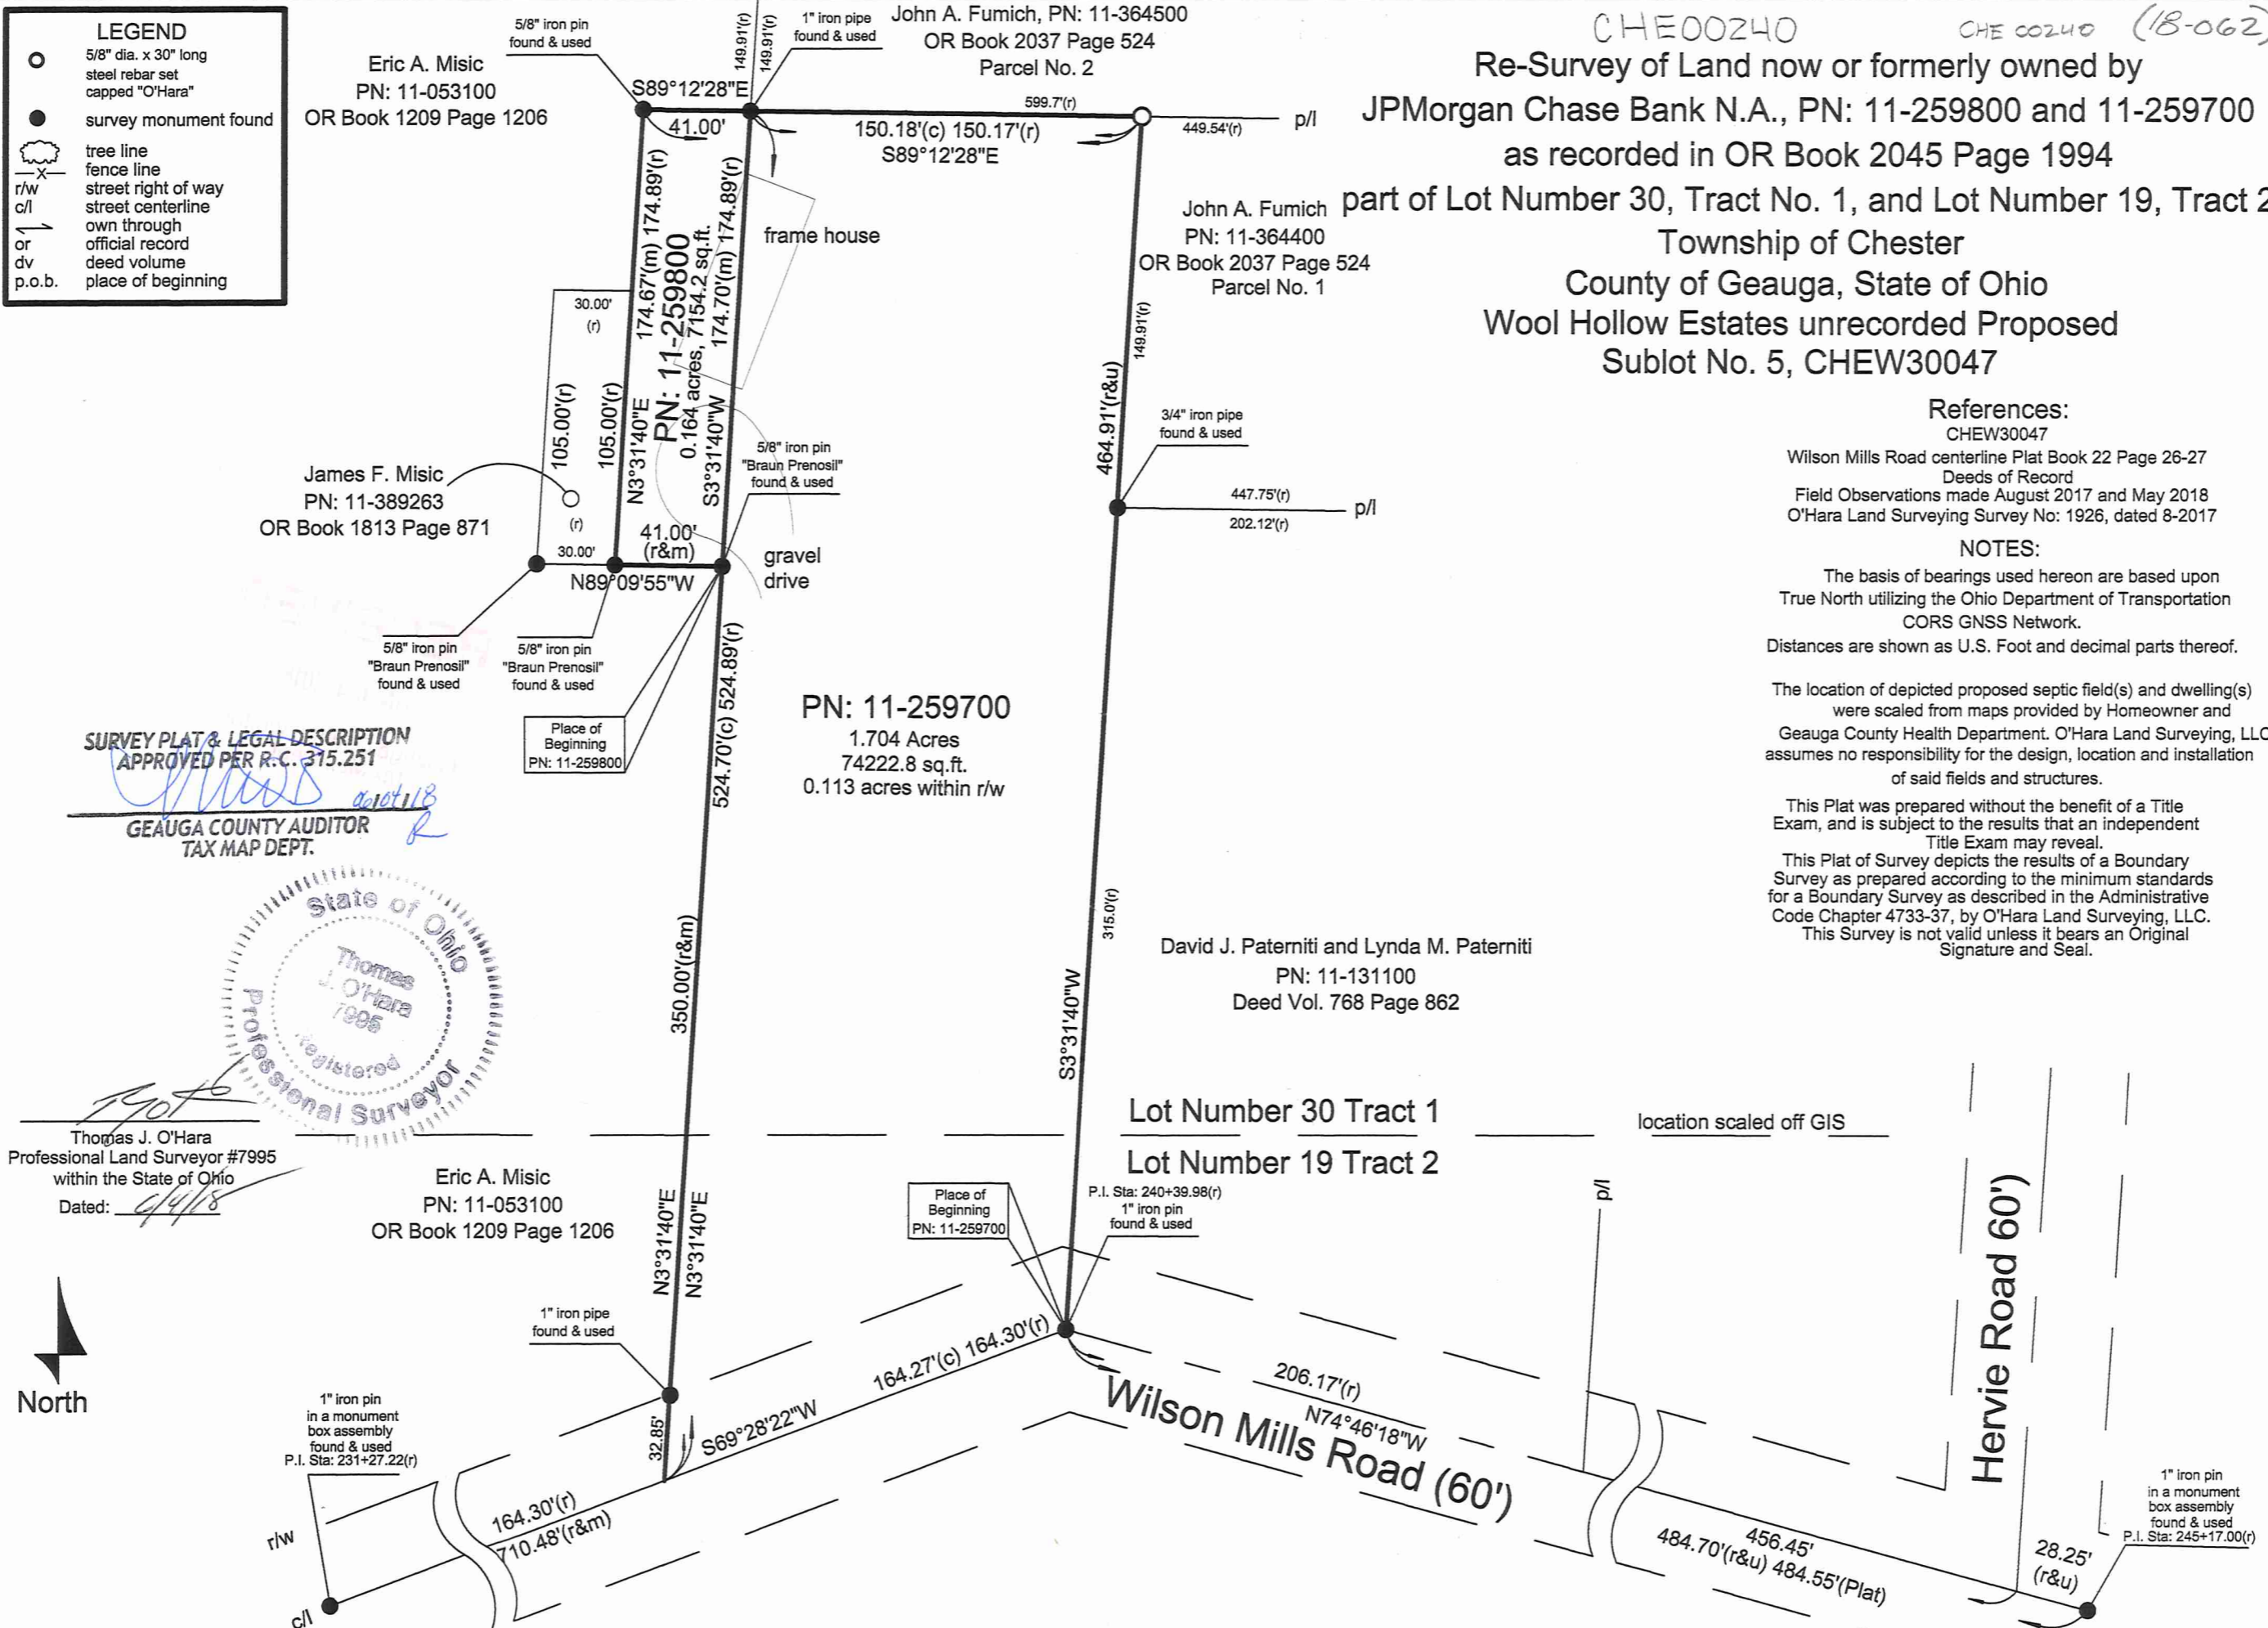 LEGEND
5/8" dia. x 30" long
steel rebar set
capped "O'Hara"
survey monument found
tree line
—X— fence line
r/w street right of way
c/l street centerline
own through
or official record
dv deed volume
p.o.b. place of beginning
CHE00240
CHE 00240
(18-062)
Re-Survey of Land now or formerly owned by
JPMorgan Chase Bank N.A., PN: 11-259800 and 11-259700
as recorded in OR Book 2045 Page 1994
part of Lot Number 30, Tract No. 1, and Lot Number 19, Tract 2
Township of Chester
County of Geauga, State of Ohio
Wool Hollow Estates unrecorded Proposed
Sublot No. 5, CHEW30047
References:
CHEW30047
Wilson Mills Road centerline Plat Book 22 Page 26-27
Deeds of Record
Field Observations made August 2017 and May 2018
O'Hara Land Surveying Survey No: 1926, dated 8-2017
NOTES:
The basis of bearings used hereon are based upon
True North utilizing the Ohio Department of Transportation
CORS GNSS Network.
Distances are shown as U.S. Foot and decimal parts thereof.
The location of depicted proposed septic field(s) and dwelling(s)
were scaled from maps provided by Homeowner and
Geauga County Health Department. O'Hara Land Surveying, LLC
assumes no responsibility for the design, location and installation
of said fields and structures.
This Plat was prepared without the benefit of a Title
Exam, and is subject to the results that an independent
Title Exam may reveal.
This Plat of Survey depicts the results of a Boundary
Survey as prepared according to the minimum standards
for a Boundary Survey as described in the Administrative
Code Chapter 4733-37, by O'Hara Land Surveying, LLC.
This Survey is not valid unless it bears an Original
Signature and Seal.
5/8" iron pin
found & used
149.91'(r)
149.91'(r)
1" iron pipe
found & used
John A. Fumich, PN: 11-364500
OR Book 2037 Page 524
Parcel No. 2
Eric A. Misic
PN: 11-053100
OR Book 1209 Page 1206
S89°12'28"E
41.00'
599.7'(r)
150.18'(c) 150.17'(r)
S89°12'28"E
449.54'(r)
p/l
John A. Fumich
PN: 11-364400
OR Book 2037 Page 524
Parcel No. 1
frame house
174.67'(m) 174.89'(r)
PN: 11-259800
0.164 acres, 7154.2 sq.ft.
174.70'(m) 174.89'(r)
N3°31'40"E
S3°31'40"W
30.00'
(r)
105.00'(r)
105.00'(r)
149.91'(r)
464.91'(r&u)
3/4" iron pipe
found & used
447.75'(r)
202.12'(r)
p/l
5/8" iron pin
"Braun Prenosil"
found & used
James F. Misic
PN: 11-389263
OR Book 1813 Page 871
(r)
30.00'
41.00'
(r&m)
N89°09'55"W
gravel
drive
5/8" iron pin
"Braun Prenosil"
found & used
5/8" iron pin
"Braun Prenosil"
found & used
Place of
Beginning
PN: 11-259800
524.70'(c) 524.89'(r)
PN: 11-259700
1.704 Acres
74222.8 sq.ft.
0.113 acres within r/w
SURVEY PLAT & LEGAL DESCRIPTION
APPROVED PER R.C. 315.251
06/04/18
GEAUGA COUNTY AUDITOR
TAX MAP DEPT.
State of Ohio
Thomas
J. O'Hara
7995
Registered
Professional Surveyor
Thomas J. O'Hara
Professional Land Surveyor #7995
within the State of Ohio
Dated: 6/4/18
350.00'(r&m)
315.0'(r)
S3°31'40"W
David J. Paterniti and Lynda M. Paterniti
PN: 11-131100
Deed Vol. 768 Page 862
Lot Number 30 Tract 1
location scaled off GIS
Lot Number 19 Tract 2
Eric A. Misic
PN: 11-053100
OR Book 1209 Page 1206
N3°31'40"E
N3°31'40"E
Place of
Beginning
PN: 11-259700
P.I. Sta: 240+39.98(r)
1" iron pin
found & used
p/l
Hervie Road 60')
1" iron pipe
found & used
North
32.85'
S69°28'22"W
164.27'(c) 164.30'(r)
206.17'(r)
N74°46'18"W
Wilson Mills Road (60')
1" iron pin
in a monument
box assembly
found & used
P.I. Sta: 231+27.22(r)
r/w
c/l
164.30'(r)
710.48'(r&m)
456.45'
484.70'(r&u) 484.55'(Plat)
28.25'
(r&u)
1" iron pin
in a monument
box assembly
found & used
P.I. Sta: 245+17.00(r)